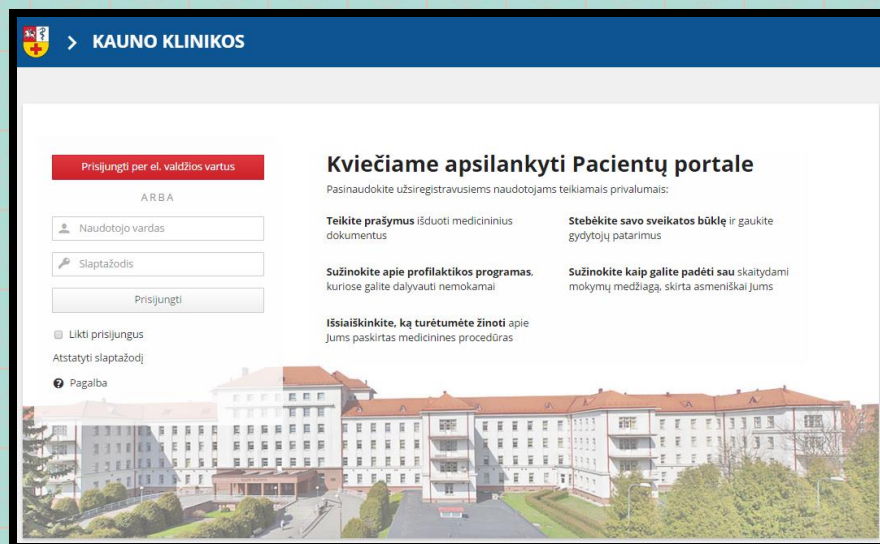 KAUNO KLINIKOS
Prisijungti per el. valdžios vartus
ARBA
Naudotojo vardas
Slaptažodis
Prisijungti
Likti prisijungus
Atstatyti slaptažodį
Pagalba
Kviečiame apsilankyti Pacientų portale
Pasinaudokite užsiregistravusiems naudotojams teikiamais privalumais:
Teikite prašymus išduoti medicininius
dokumentus
Stebėkite savo sveikatos būklę ir gaukite
gydytojų patarimus
Sužinokite apie profilaktikos programas,
kuriose galite dalyvauti nemokamai
Sužinokite kaip galite padėti sau skaitydami
mokymų medžiagą, skirta asmeniškai Jums
Išsiaiškinkite, ką turėtumėte žinoti apie
Jums paskirtas medicinines procedūras